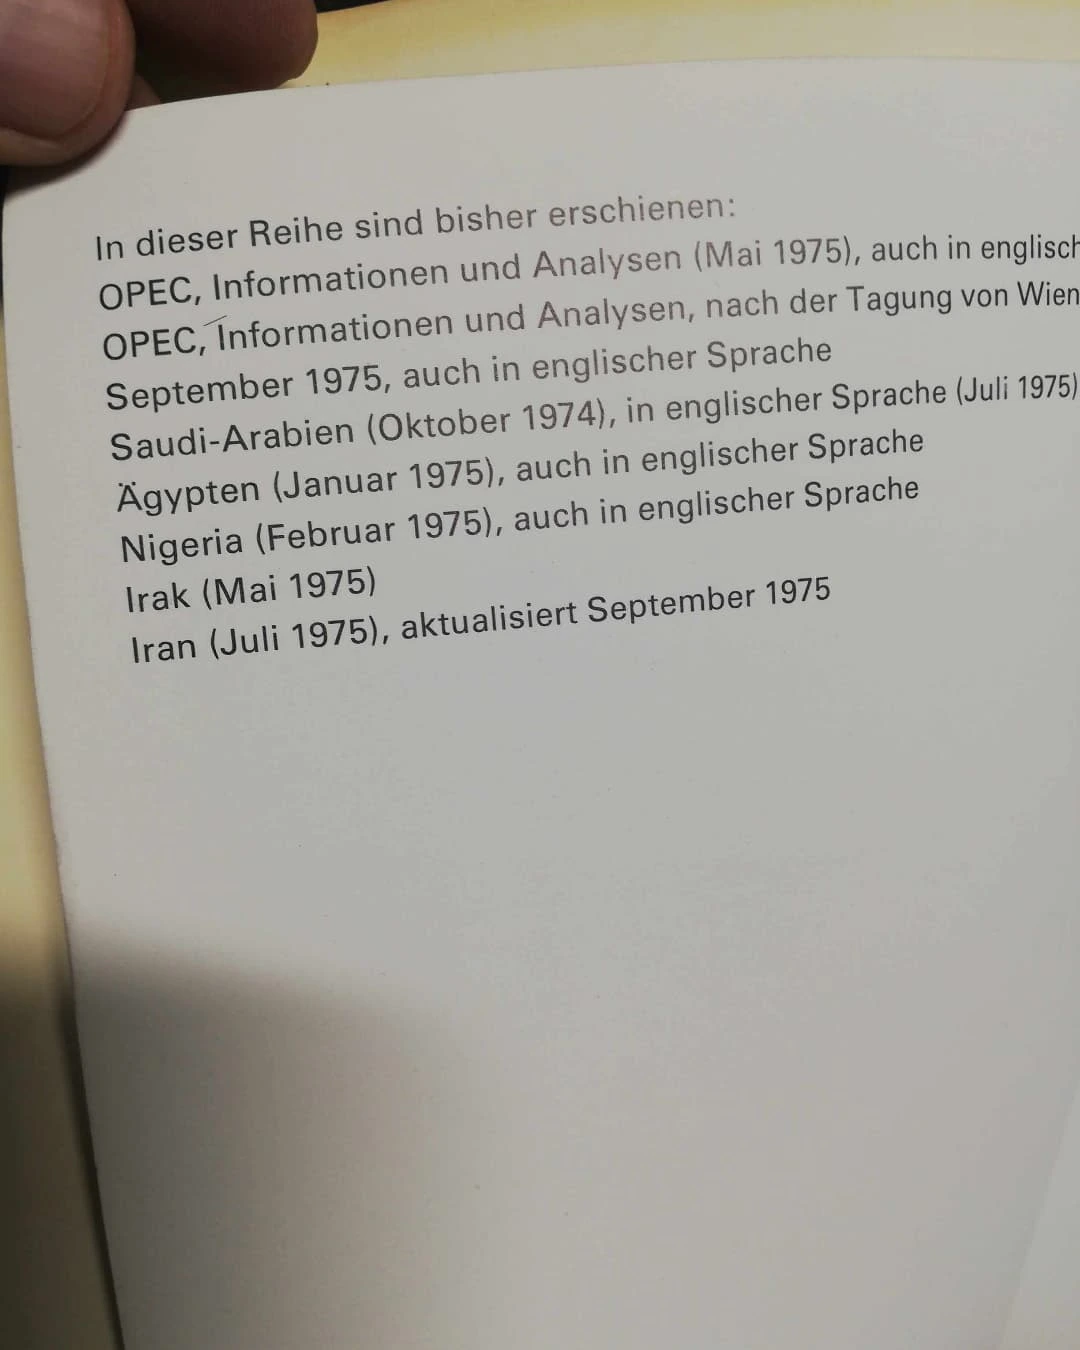 In dieser Reihe sind bisher erschienen:
OPEC, Informationen und Analysen (Mai 1975), auch in englisch
OPEC, Informationen und Analysen, nach der Tagung von Wien
September 1975, auch in englischer Sprache
Saudi-Arabien (Oktober 1974), in englischer Sprache (Juli 1975)
Ägypten (Januar 1975), auch in englischer Sprache
Nigeria (Februar 1975), auch in englischer Sprache
Irak (Mai 1975)
Iran (Juli 1975), aktualisiert September 1975